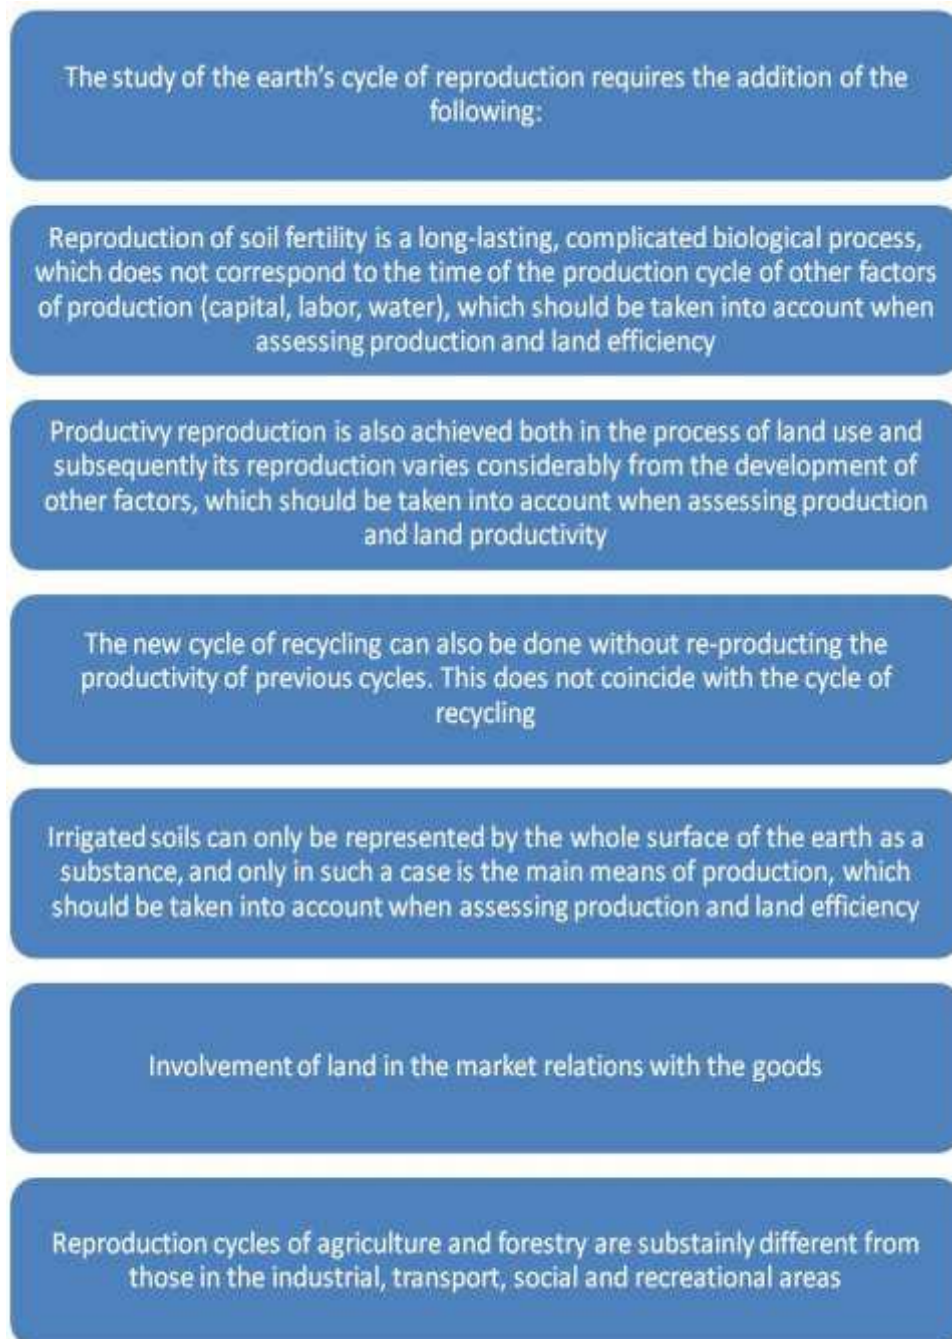 The study of the earth’s cycle of reproduction requires the addition of the
following:
Reproduction of soil fertility is a long-lasting, complicated biological process,
which does not correspond to the time of the production cycle of other factors
of production (capital, labor, water), which should be taken into account when
assessing production and land efficiency
Productivy reproduction is also achieved both in the process of land use and
subsequently its reproduction varies considerably from the development of
other factors, which should be taken into account when assessing production
and land productivity
The new cycle of recycling can also be done without re-producting the
productivity of previous cycles. This does not coincide with the cycle of
recycling
Irrigated soils can only be represented by the whole surface of the earth as a
substance, and only in such a case is the main means of production, which
should be taken into account when assessing production and land efficiency
Involvement of land in the market relations with the goods
Reproduction cycles of agriculture and forestry are substainly different from
those in the industrial, transport, social and recreational areas